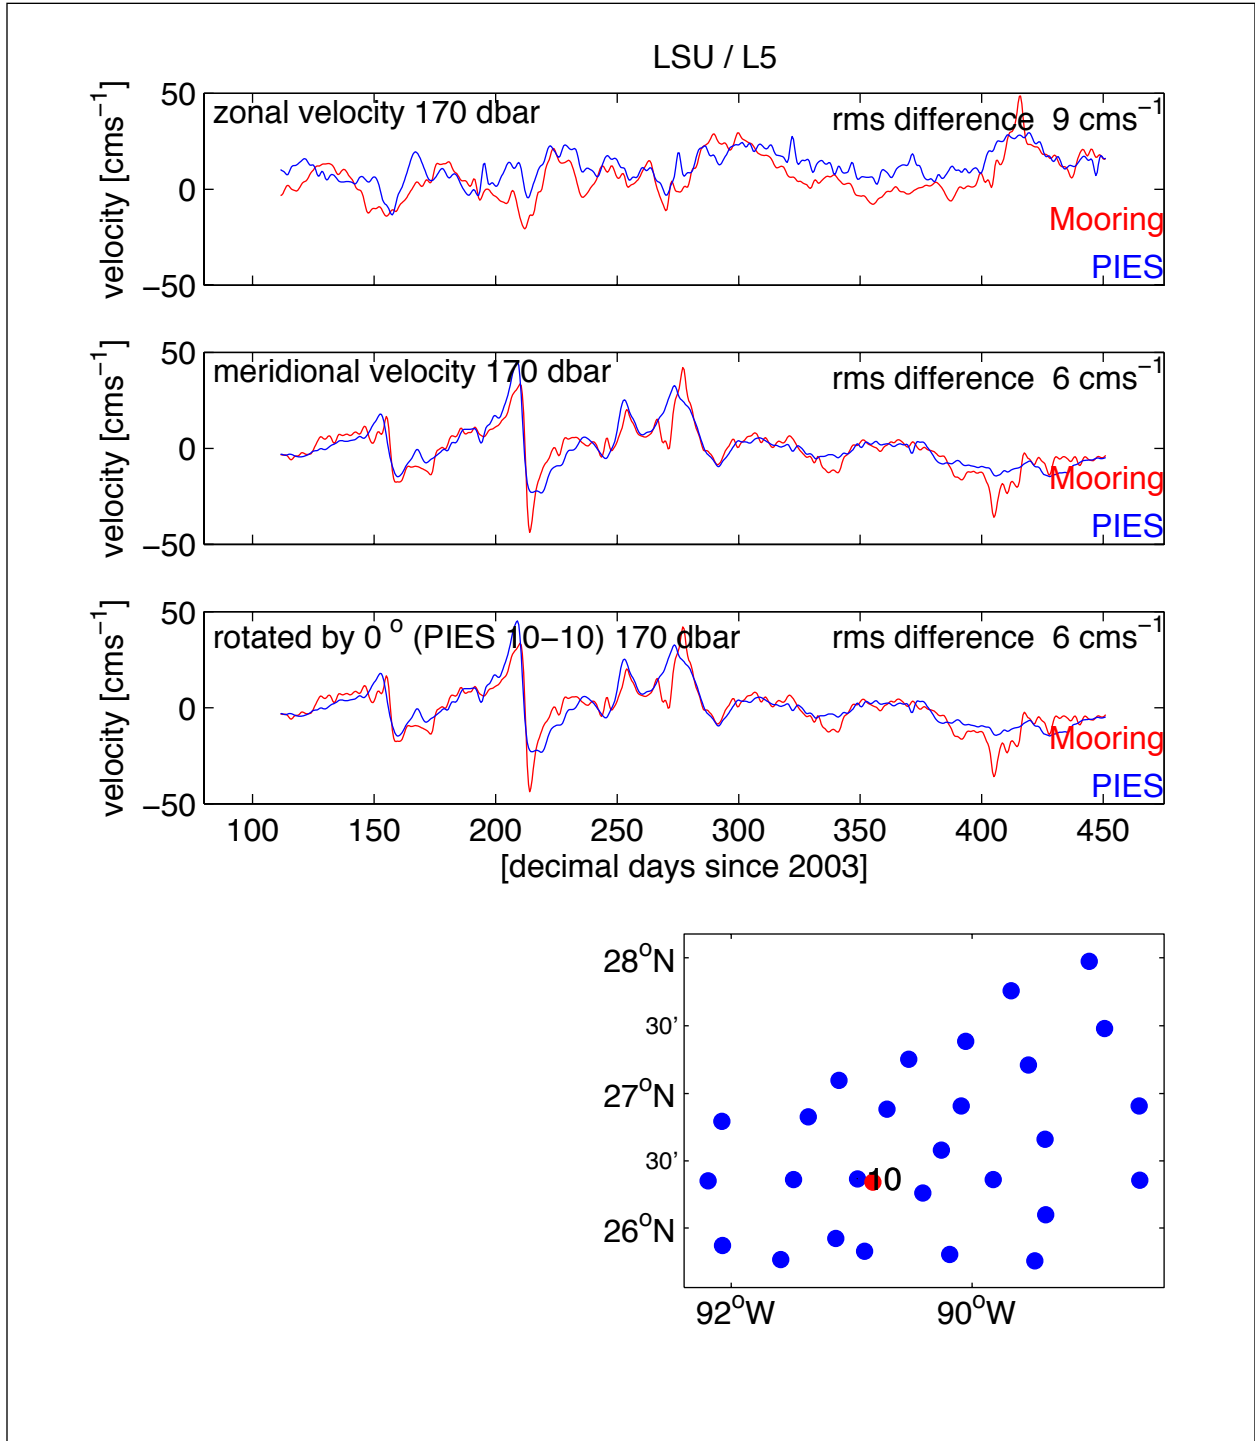 LSU / L5
50
0
−50
velocity [cms⁻¹]
zonal velocity 170 dbar
rms difference 9 cms⁻¹
Mooring
PIES
50
0
−50
velocity [cms⁻¹]
meridional velocity 170 dbar
rms difference 6 cms⁻¹
Mooring
PIES
50
0
−50
velocity [cms⁻¹]
rotated by 0 ° (PIES 10−10) 170 dbar
rms difference 6 cms⁻¹
Mooring
PIES
100 150 200 250 300 350 400 450
[decimal days since 2003]
28°N
30’
27°N
30’
26°N
10
92°W 90°W